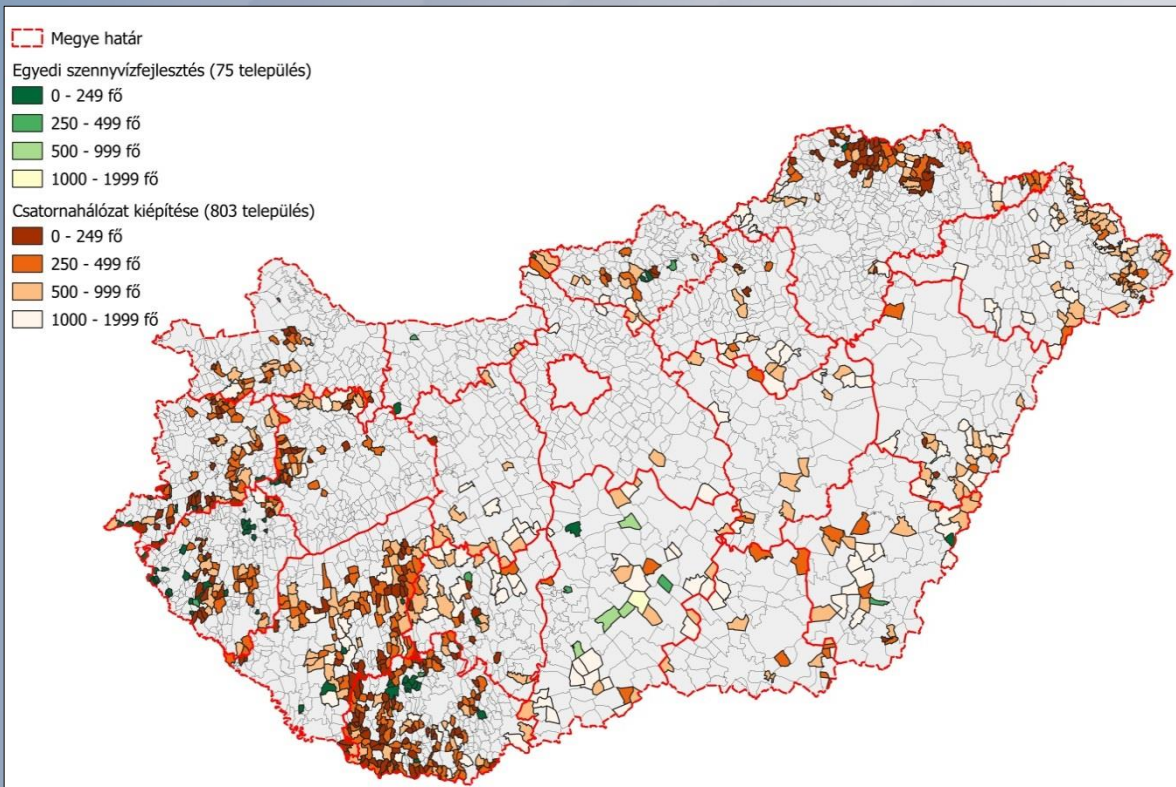 Megye határ
Egyedi szennyvízfejlesztés (75 település)
0 - 249 fő
250 - 499 fő
500 - 999 fő
1000 - 1999 fő
Csatornahálózat kiépítése (803 település)
0 - 249 fő
250 - 499 fő
500 - 999 fő
1000 - 1999 fő